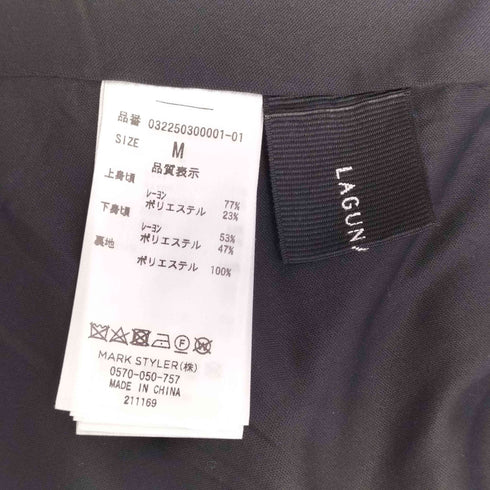 品番 032250300001-01
SIZE M
品質表示
上身頃
レーヨン 77%
ポリエステル 23%
下身頃
レーヨン 53%
ポリエステル 47%
裏地
ポリエステル 100%
MARK STYLER(株)
0570-050-757
MADE IN CHINA
211169
LAGUN